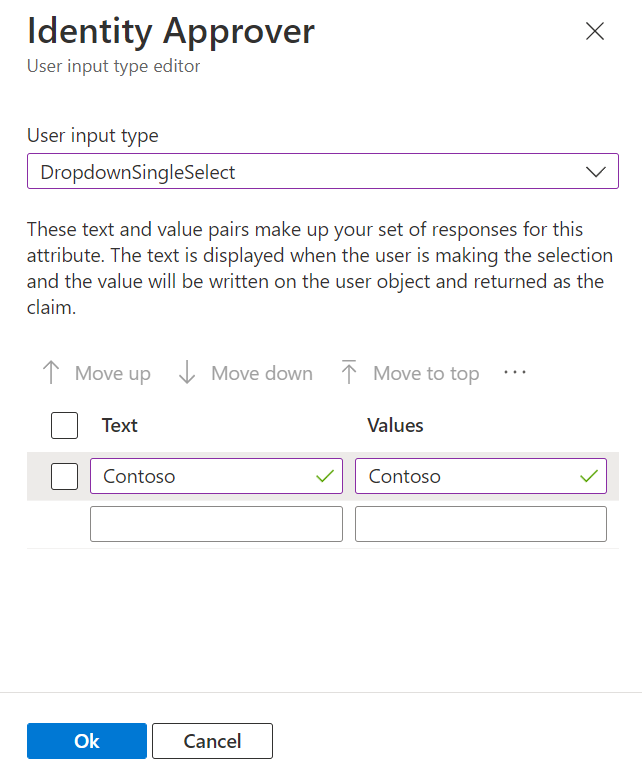 Identity Approver
User input type editor
User input type
DropdownSingleSelect
These text and value pairs make up your set of responses for this
attribute. The text is displayed when the user is making the selection
and the value will be written on the user object and returned as the
claim.
Move up Move down Move to top ...
Text Values
Contoso Contoso
Ok Cancel